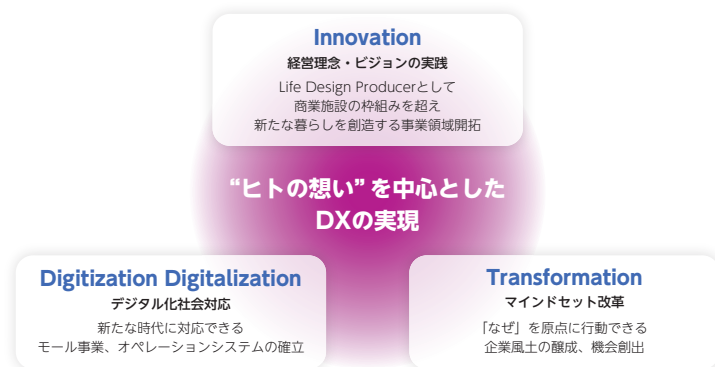 Innovation
経営理念・ビジョンの実践
Life Design Producerとして
商業施設の枠組みを超え
新たな暮らしを創造する事業領域開拓
“ヒトの想い”を中心とした
DXの実現
Digitization Digitalization
デジタル化社会対応
新たな時代に対応できる
モール事業、オペレーションシステムの確立
Transformation
マインドセット改革
「なぜ」を原点に行動できる
企業風土の醸成、機会創出